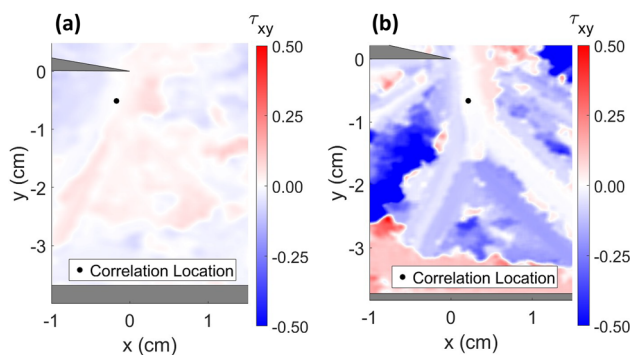 (a)
τxy
0.50
0
0.25
-1
y (cm)
0.00
-2
-0.25
-3
Correlation Location
-0.50
-1
0
1
x (cm)
(b)
τxy
0.50
0
0.25
-1
y (cm)
0.00
-2
-0.25
-3
Correlation Location
-0.50
-1
0
1
x (cm)